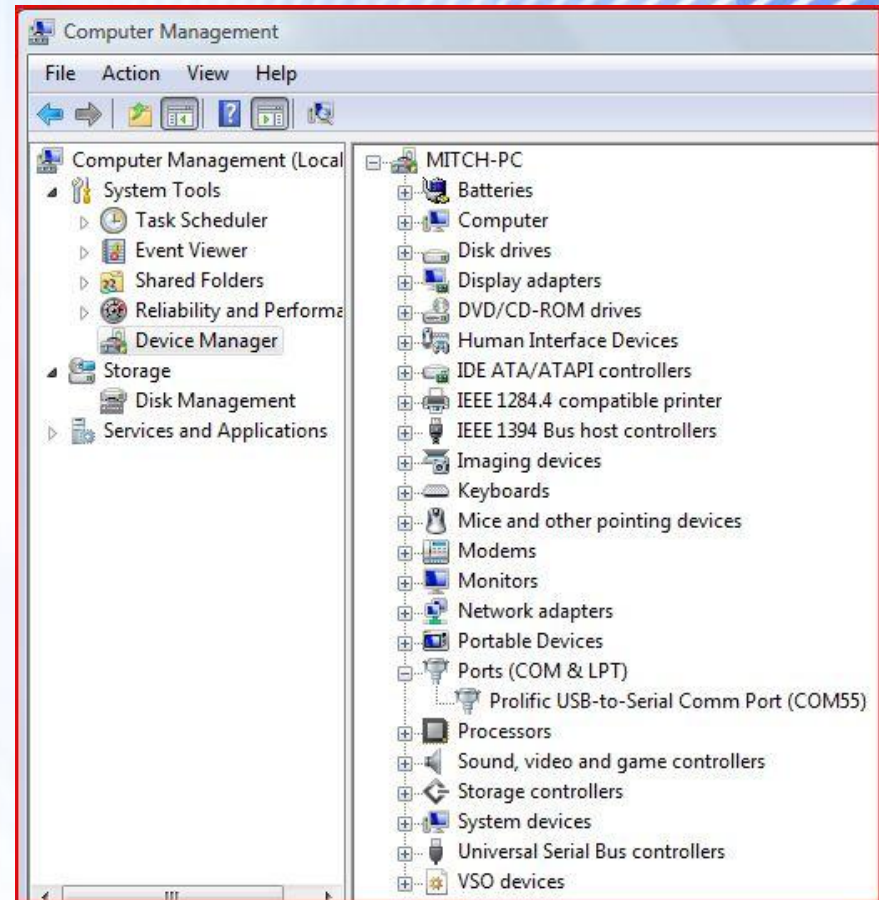 Computer Management
File Action View Help
Computer Management (Local
System Tools
Task Scheduler
Event Viewer
Shared Folders
Reliability and Performa
Device Manager
Storage
Disk Management
Services and Applications
MITCH-PC
Batteries
Computer
Disk drives
Display adapters
DVD/CD-ROM drives
Human Interface Devices
IDE ATA/ATAPI controllers
IEEE 1284.4 compatible printer
IEEE 1394 Bus host controllers
Imaging devices
Keyboards
Mice and other pointing devices
Modems
Monitors
Network adapters
Portable Devices
Ports (COM & LPT)
Prolific USB-to-Serial Comm Port (COM55)
Processors
Sound, video and game controllers
Storage controllers
System devices
Universal Serial Bus controllers
VSO devices